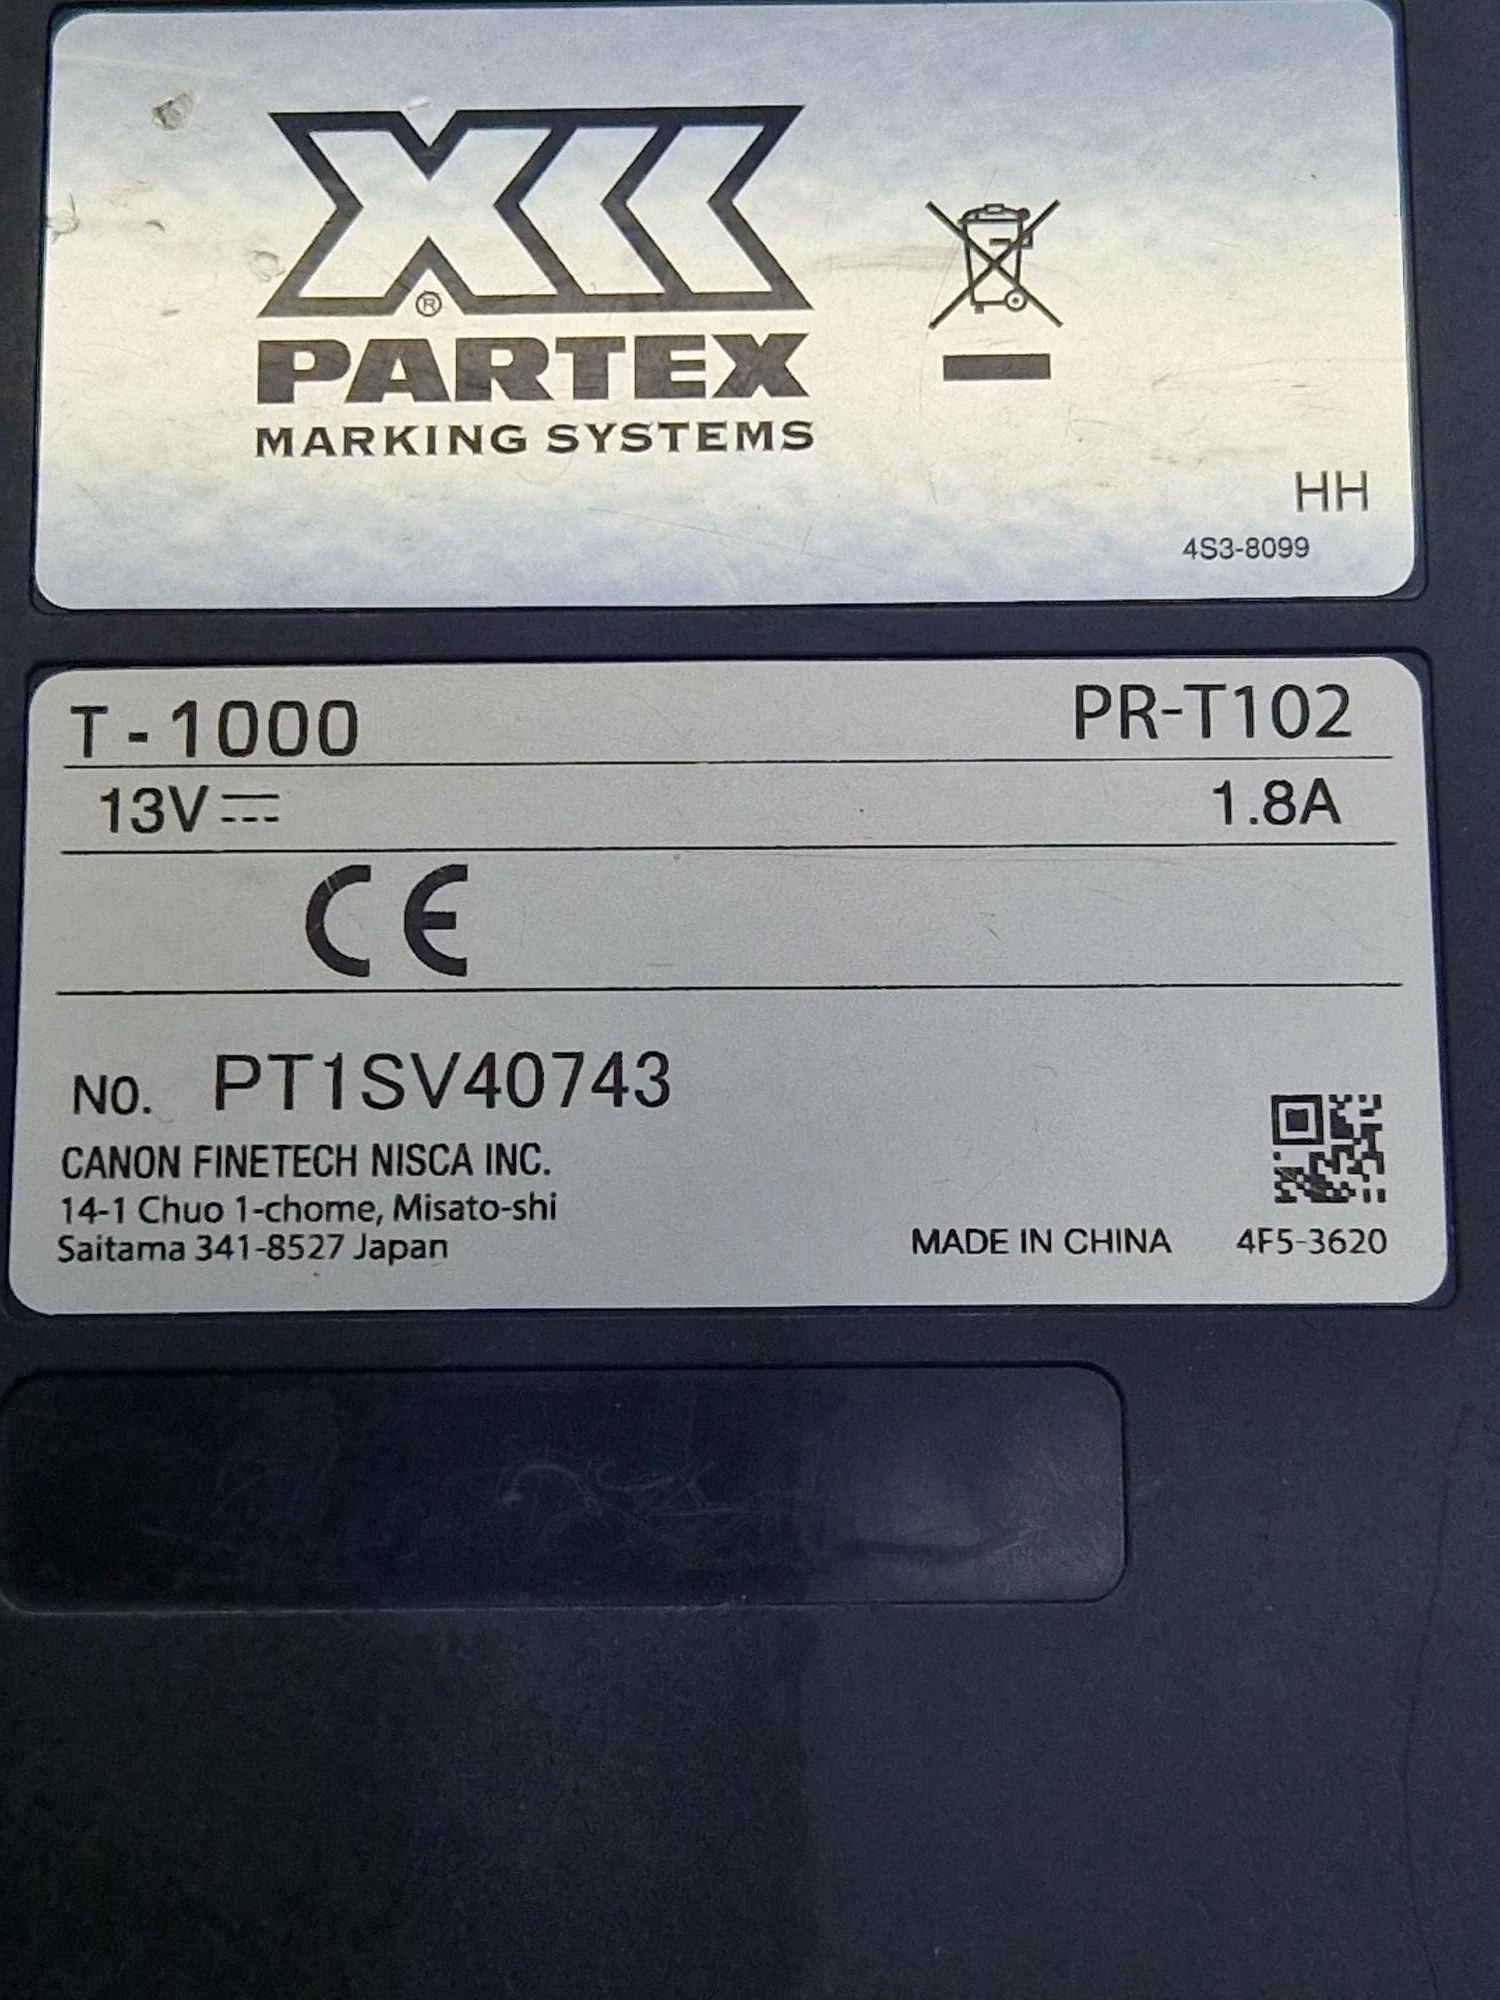 XII
®
PARTEX
MARKING SYSTEMS
HH
4S3-8099
T-1000 PR-T102
13V⎓ 1.8A
CE
NO. PT1SV40743
CANON FINETECH NISCA INC.
14-1 Chuo 1-chome, Misato-shi
Saitama 341-8527 Japan
MADE IN CHINA 4F5-3620